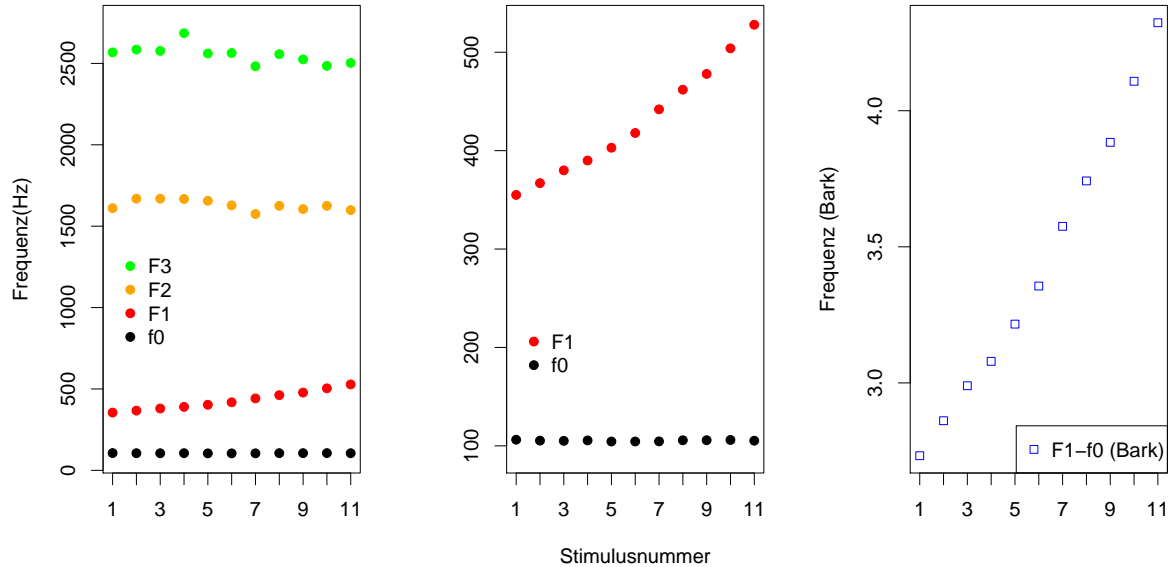 Frequenz(Hz)
2500
2000
1500
1000
500
0
F3
F2
F1
f0
1 3 5 7 9 11
500
400
300
200
100
F1
f0
1 3 5 7 9 11
Stimulusnummer
Frequenz (Bark)
4.0
3.5
3.0
F1−f0 (Bark)
1 3 5 7 9 11